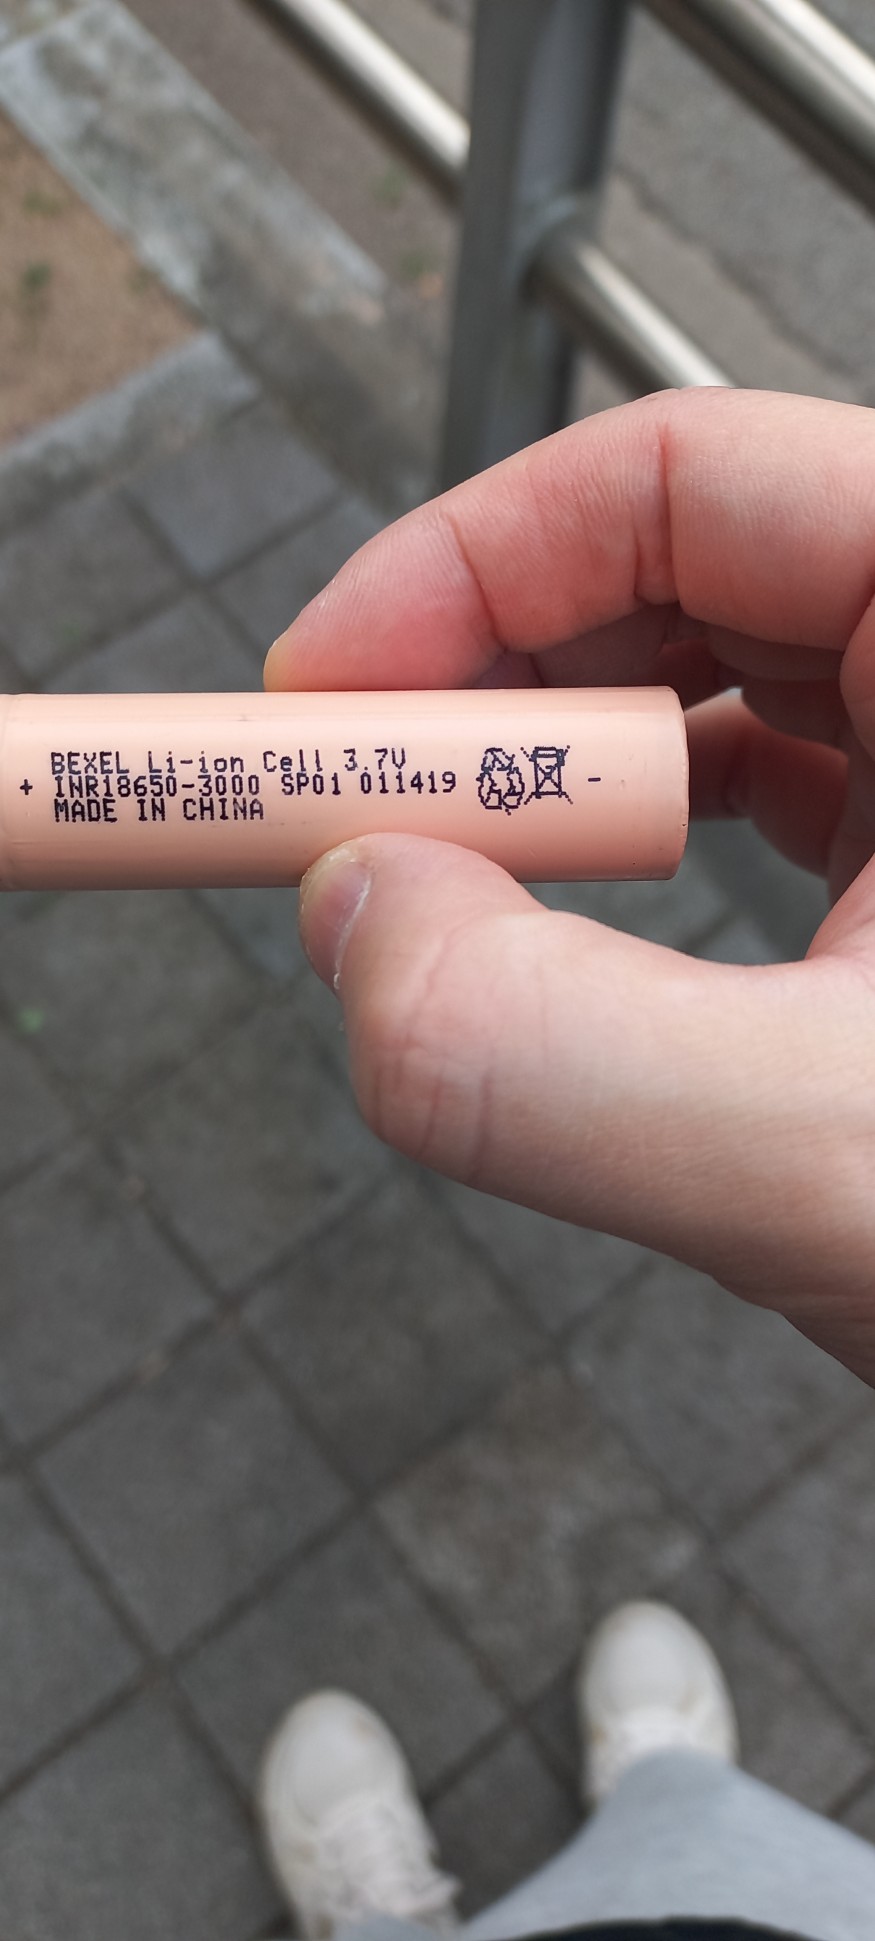 BEXEL Li-ion Cell 3.7V
+ INR18650-3000 SP01 011419 -
MADE IN CHINA